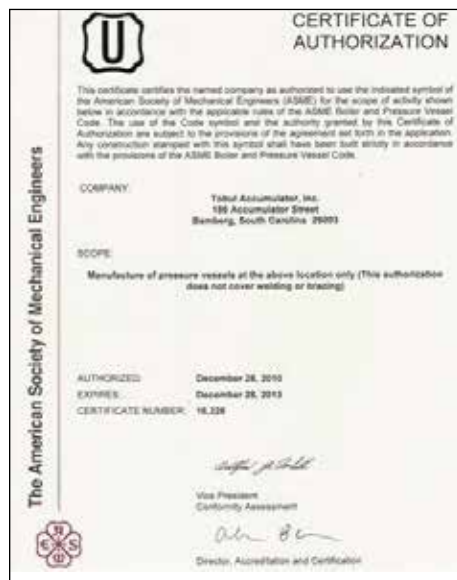 U
CERTIFICATE OF
AUTHORIZATION
This certificate certifies the named company as authorized to use the indicated symbol of
the American Society of Mechanical Engineers (ASME) for the scope of activity shown
below in accordance with the applicable rules of the ASME Boiler and Pressure Vessel
Code. The use of the Code symbol and the authority granted by this Certificate of
Authorization are subject to the provisions of the agreement set forth in the application.
Any construction stamped with this symbol shall have been built strictly in accordance
with the provisions of the ASME Boiler and Pressure Vessel Code.
COMPANY:
Tobul Accumulator, Inc.
Accumulator Street
Bamberg, South Carolina 29003
SCOPE:
Manufacture of pressure vessels at the above location only (This authorization
does not cover welding or brazing)
AUTHORIZED: December 28, 2010
EXPIRES: December 28, 2013
CERTIFICATE NUMBER:
Vice President
Conformity Assessment
Director, Accreditation and Certification
The American Society of Mechanical Engineers